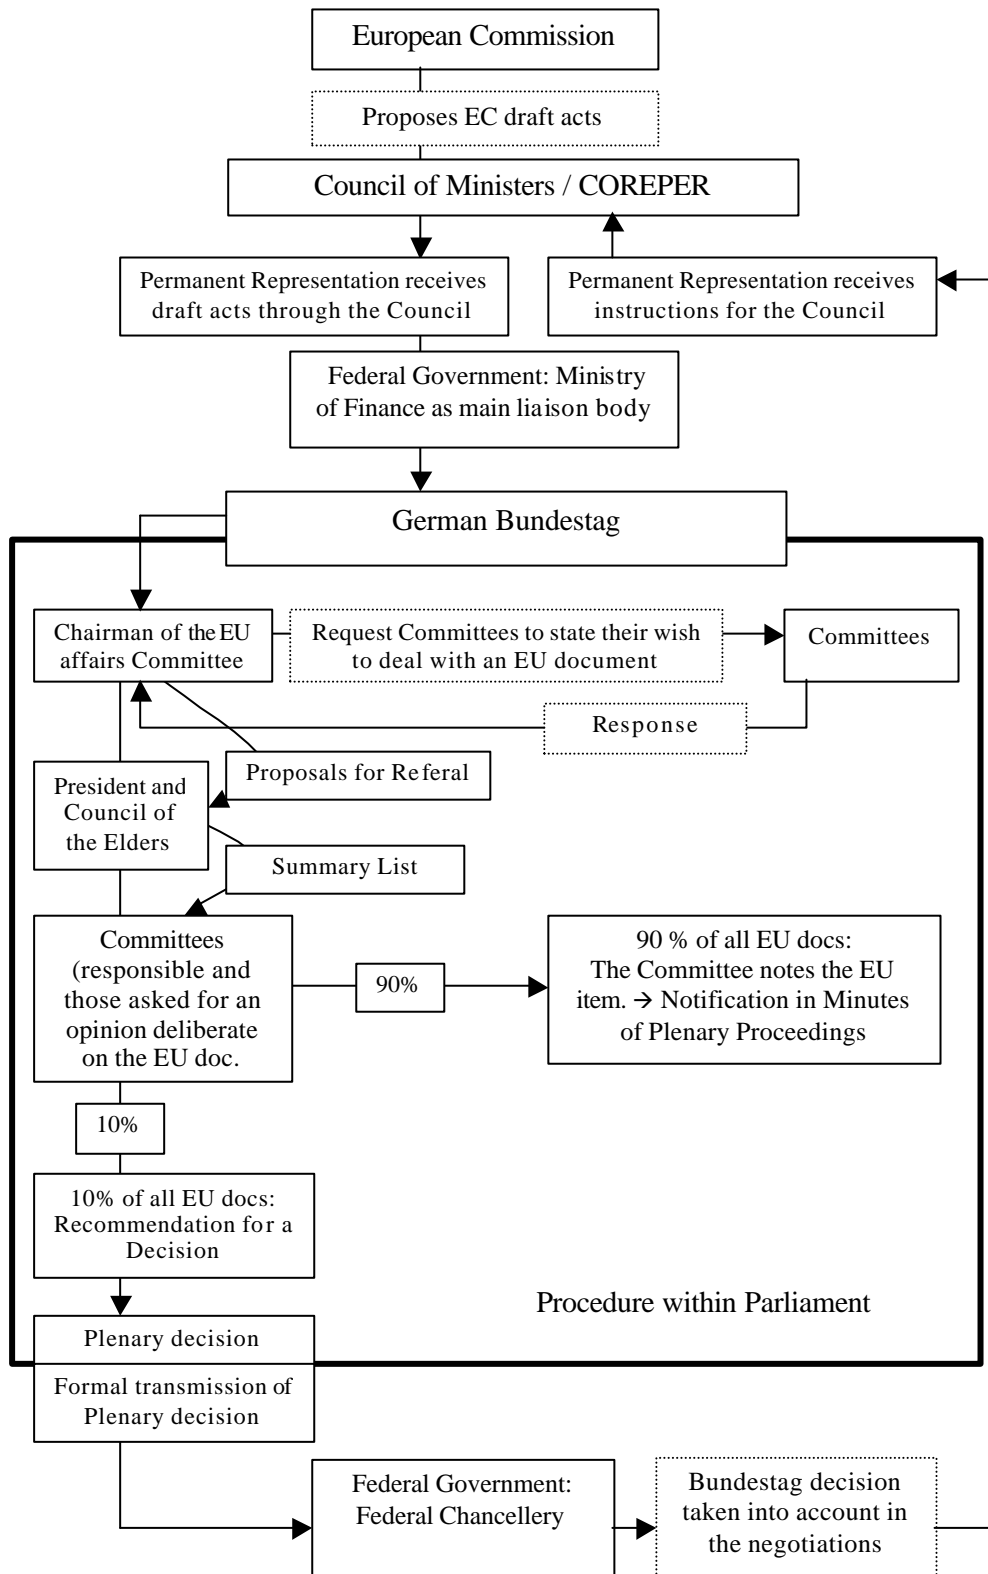 European Commission
Proposes EC draft acts
Council of Ministers / COREPER
Permanent Representation receives
draft acts through the Council
Permanent Representation receives
instructions for the Council
Federal Government: Ministry
of Finance as main liaison body
German Bundestag
Chairman of the EU
affairs Committee
Request Committees to state their wish
to deal with an EU document
Committees
Response
Proposals for Referal
President and
Council of
the Elders
Summary List
Committees
(responsible and
those asked for an
opinion deliberate
on the EU doc.
90%
90 % of all EU docs:
The Committee notes the EU
item. → Notification in Minutes
of Plenary Proceedings
10%
10% of all EU docs:
Recommendation for a
Decision
Procedure within Parliament
Plenary decision
Formal transmission of
Plenary decision
Federal Government:
Federal Chancellery
Bundestag decision
taken into account in
the negotiations